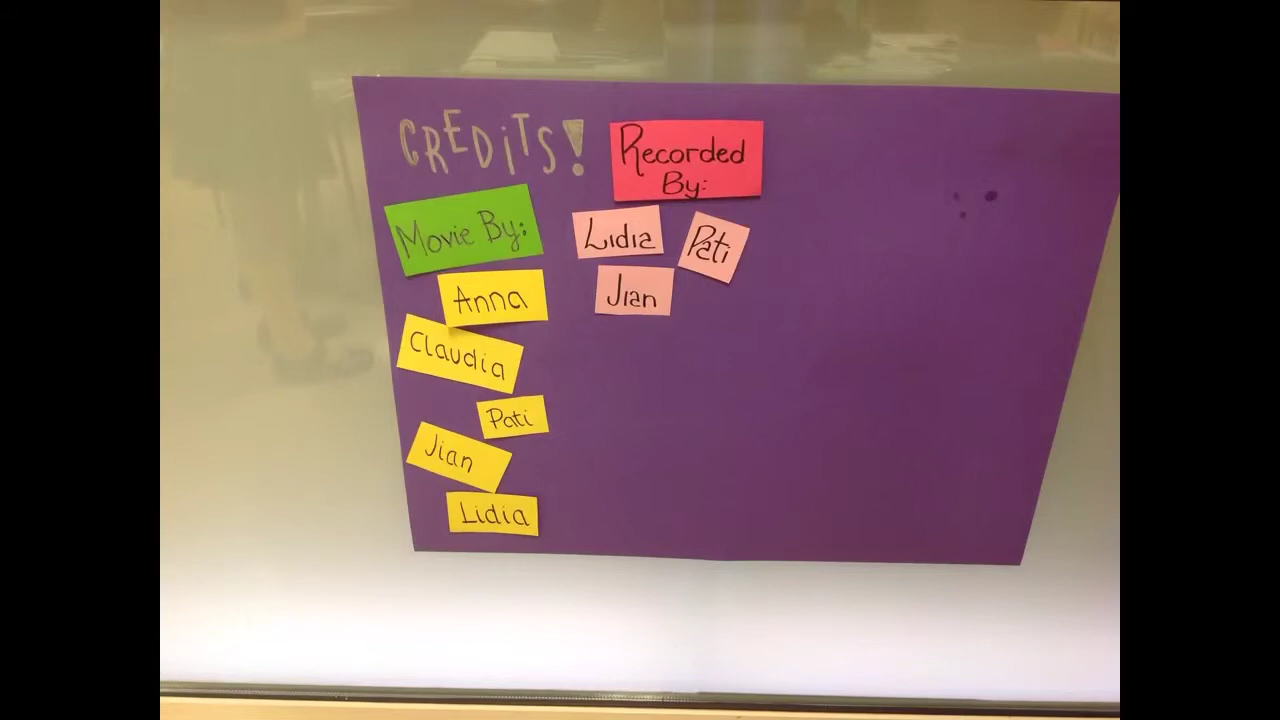 CREDiTS!
Movie By:
Anna
Claudia
Pati
Jian
Lidia
Recorded
By:
Lidia
Pati
Jian